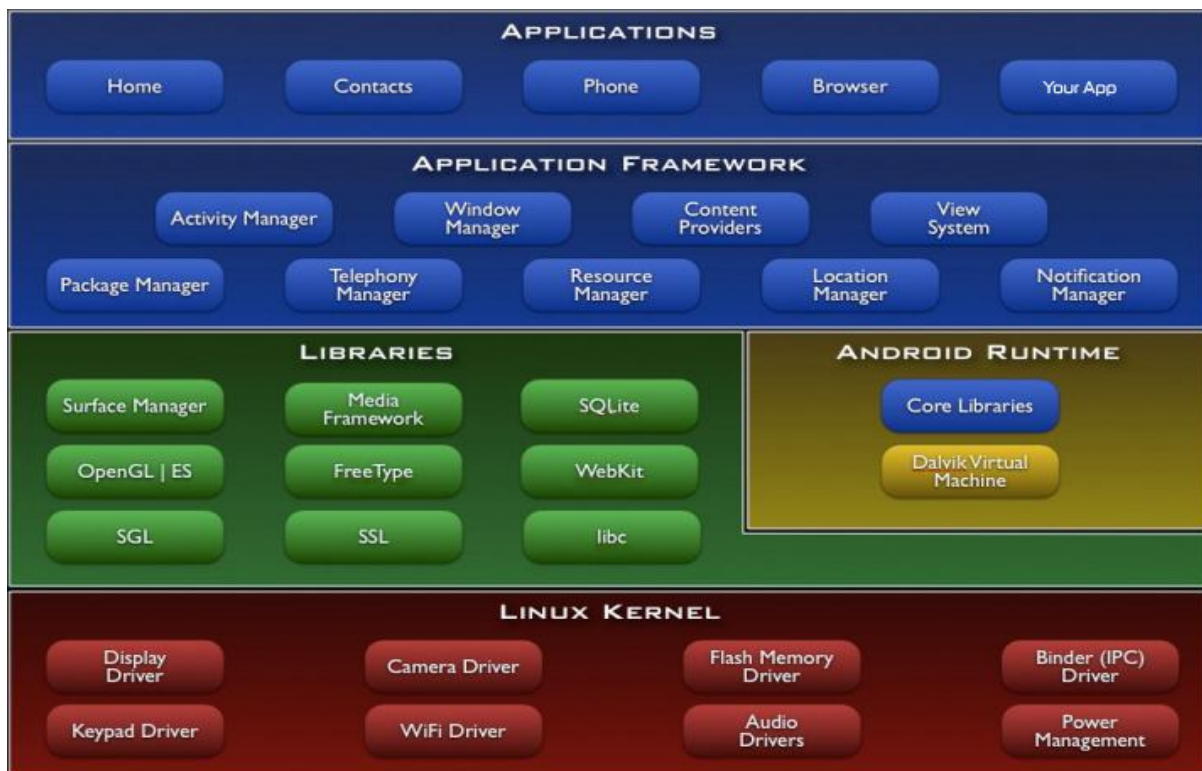 APPLICATIONS
Home
Contacts
Phone
Browser
Your App
APPLICATION FRAMEWORK
Activity Manager
Window
Manager
Content
Providers
View
System
Package Manager
Telephony
Manager
Resource
Manager
Location
Manager
Notification
Manager
LIBRARIES
Surface Manager
Media
Framework
SQLite
OpenGL | ES
FreeType
WebKit
SGL
SSL
libc
ANDROID RUNTIME
Core Libraries
Dalvik Virtual
Machine
LINUX KERNEL
Display
Driver
Camera Driver
Flash Memory
Driver
Binder (IPC)
Driver
Keypad Driver
WiFi Driver
Audio
Drivers
Power
Management